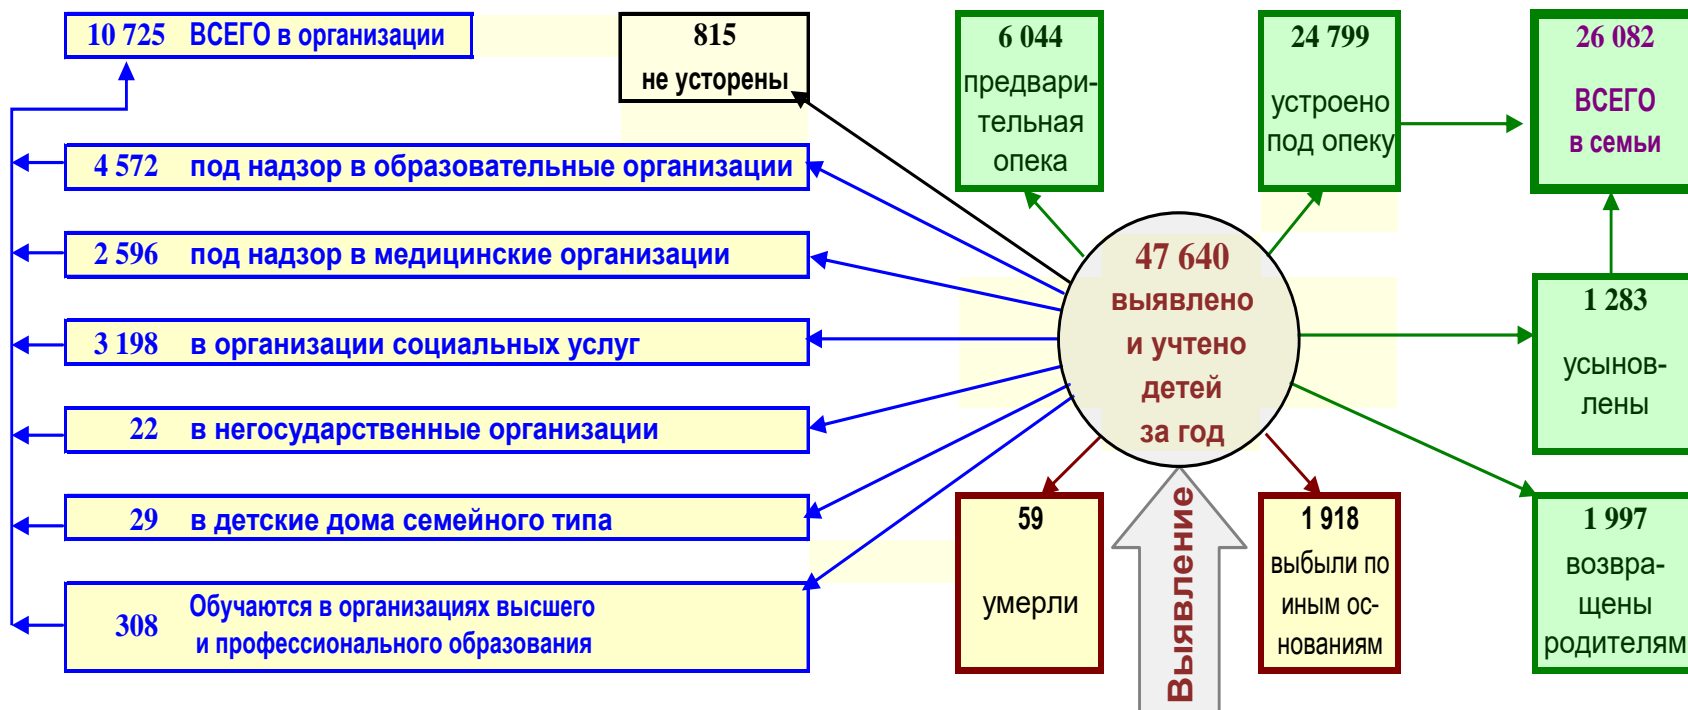 10 725 ВСЕГО в организации
815
не усторены
6 044
предвари-
тельная
опека
24 799
устроено
под опеку
26 082
ВСЕГО
в семьи
4 572 под надзор в образовательные организации
2 596 под надзор в медицинские организации
3 198 в организации социальных услуг
22 в негосударственные организации
29 в детские дома семейного типа
308 Обучаются в организациях высшего
и профессионального образования
47 640
выявлено
и учтено
детей
за год
1 283
усынов-
лены
59
умерли
Выявление
1 918
выбыли по
иным ос-
нованиям
1 997
возвра-
щены
родителям